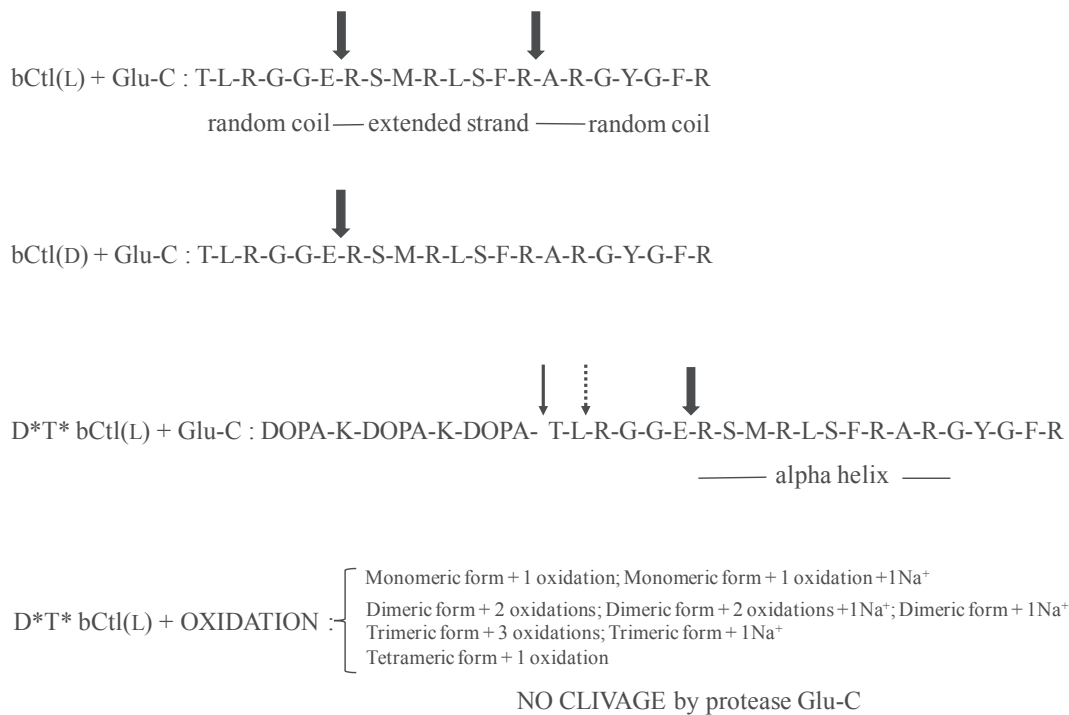 bCtl(L) + Glu-C : T-L-R-G-G-E-R-S-M-R-L-S-F-R-A-R-G-Y-G-F-R
random coil — extended strand — random coil
bCtl(D) + Glu-C : T-L-R-G-G-E-R-S-M-R-L-S-F-R-A-R-G-Y-G-F-R
D*T* bCtl(L) + Glu-C : DOPA-K-DOPA-K-DOPA- T-L-R-G-G-E-R-S-M-R-L-S-F-R-A-R-G-Y-G-F-R
— alpha helix —
Monomeric form + 1 oxidation; Monomeric form + 1 oxidation +1Na⁺
Dimeric form + 2 oxidations; Dimeric form + 2 oxidations +1Na⁺; Dimeric form + 1Na⁺
D*T* bCtl(L) + OXIDATION :
Trimeric form + 3 oxidations; Trimeric form + 1Na⁺
Tetrameric form + 1 oxidation
NO CLIVAGE by protease Glu-C